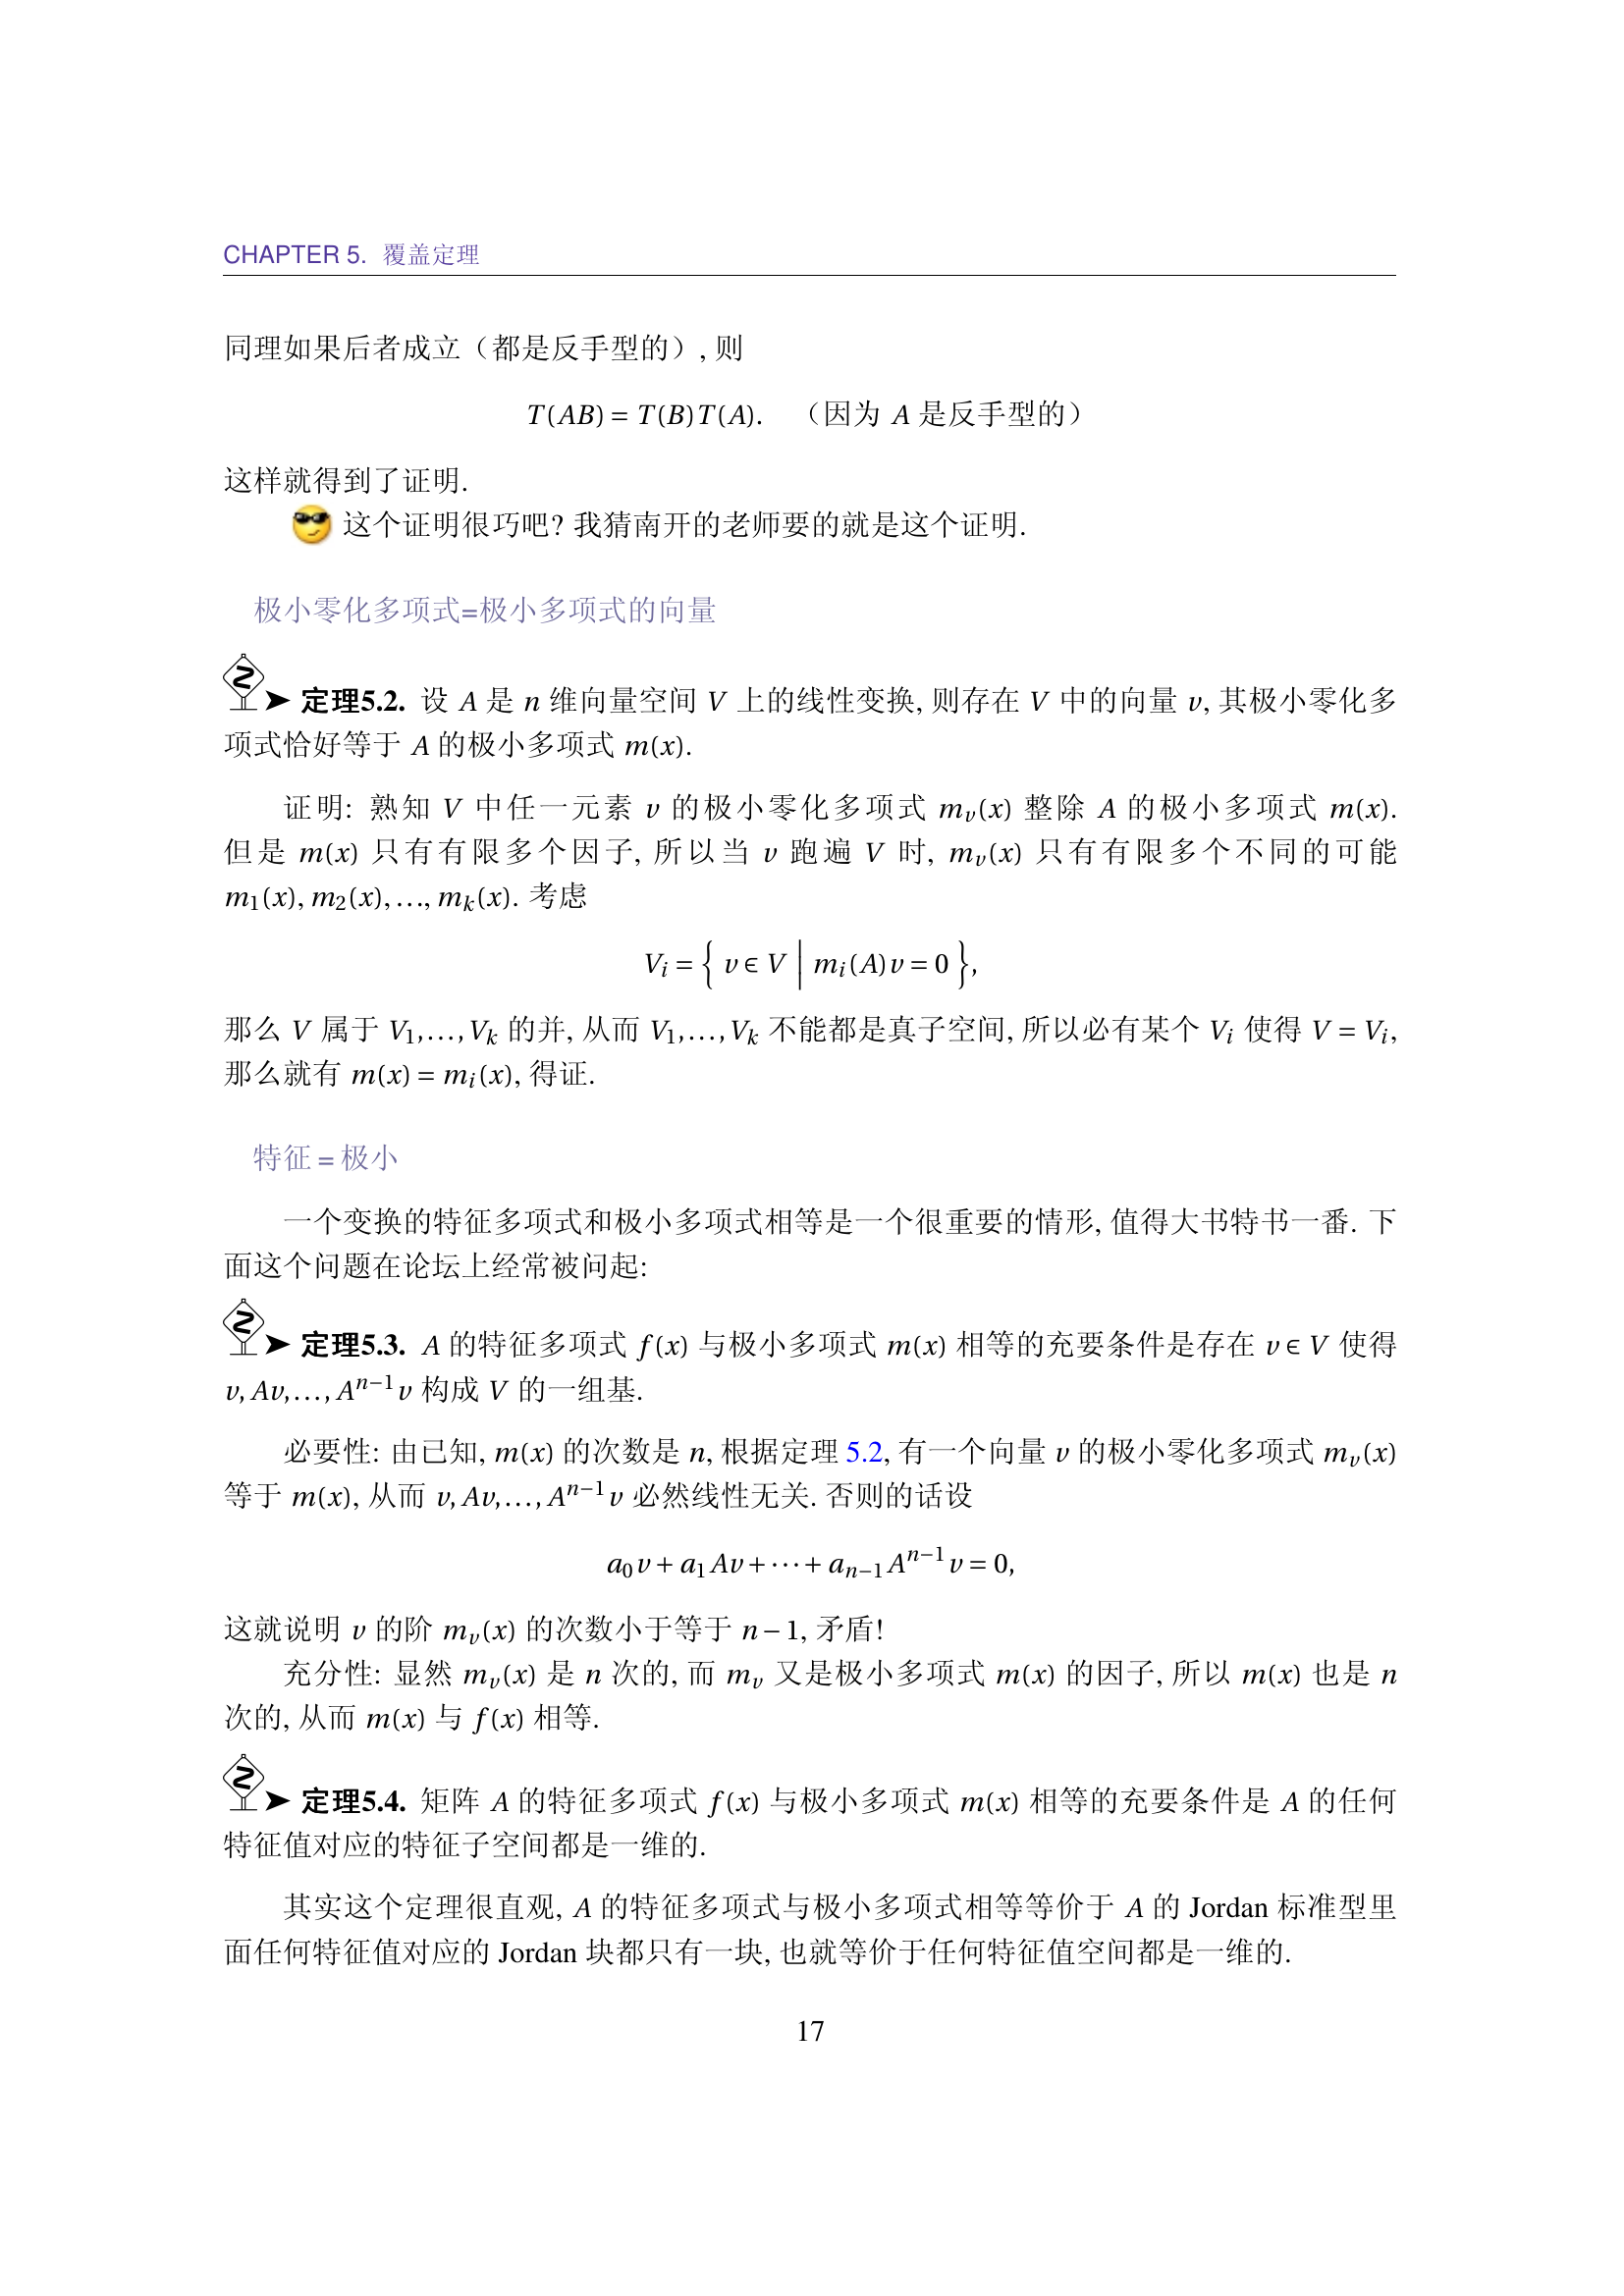 CHAPTER 5. 覆盖定理
同理如果后者成立（都是反手型的）, 则
T(AB) = T(B)T(A). （因为 A 是反手型的）
这样就得到了证明.
这个证明很巧吧? 我猜南开的老师要的就是这个证明.
极小零化多项式=极小多项式的向量
定理5.2. 设 A 是 n 维向量空间 V 上的线性变换, 则存在 V 中的向量 v, 其极小零化多
项式恰好等于 A 的极小多项式 m(x).
证明: 熟知 V 中任一元素 v 的极小零化多项式 m_v(x) 整除 A 的极小多项式 m(x).
但是 m(x) 只有有限多个因子, 所以当 v 跑遍 V 时, m_v(x) 只有有限多个不同的可能
m_1(x), m_2(x), ..., m_k(x). 考虑
V_i = { v ∈ V | m_i(A)v = 0 },
那么 V 属于 V_1, ..., V_k 的并, 从而 V_1, ..., V_k 不能都是真子空间, 所以必有某个 V_i 使得 V = V_i,
那么就有 m(x) = m_i(x), 得证.
特征 = 极小
一个变换的特征多项式和极小多项式相等是一个很重要的情形, 值得大书特书一番. 下
面这个问题在论坛上经常被问起:
定理5.3. A 的特征多项式 f(x) 与极小多项式 m(x) 相等的充要条件是存在 v ∈ V 使得
v, Av, ..., A^{n−1}v 构成 V 的一组基.
必要性: 由已知, m(x) 的次数是 n, 根据定理 5.2, 有一个向量 v 的极小零化多项式 m_v(x)
等于 m(x), 从而 v, Av, ..., A^{n−1}v 必然线性无关. 否则的话设
a_0v + a_1Av + ··· + a_{n−1}A^{n−1}v = 0,
这就说明 v 的阶 m_v(x) 的次数小于等于 n − 1, 矛盾!
充分性: 显然 m_v(x) 是 n 次的, 而 m_v 又是极小多项式 m(x) 的因子, 所以 m(x) 也是 n
次的, 从而 m(x) 与 f(x) 相等.
定理5.4. 矩阵 A 的特征多项式 f(x) 与极小多项式 m(x) 相等的充要条件是 A 的任何
特征值对应的特征子空间都是一维的.
其实这个定理很直观, A 的特征多项式与极小多项式相等等价于 A 的 Jordan 标准型里
面任何特征值对应的 Jordan 块都只有一块, 也就等价于任何特征值空间都是一维的.
17